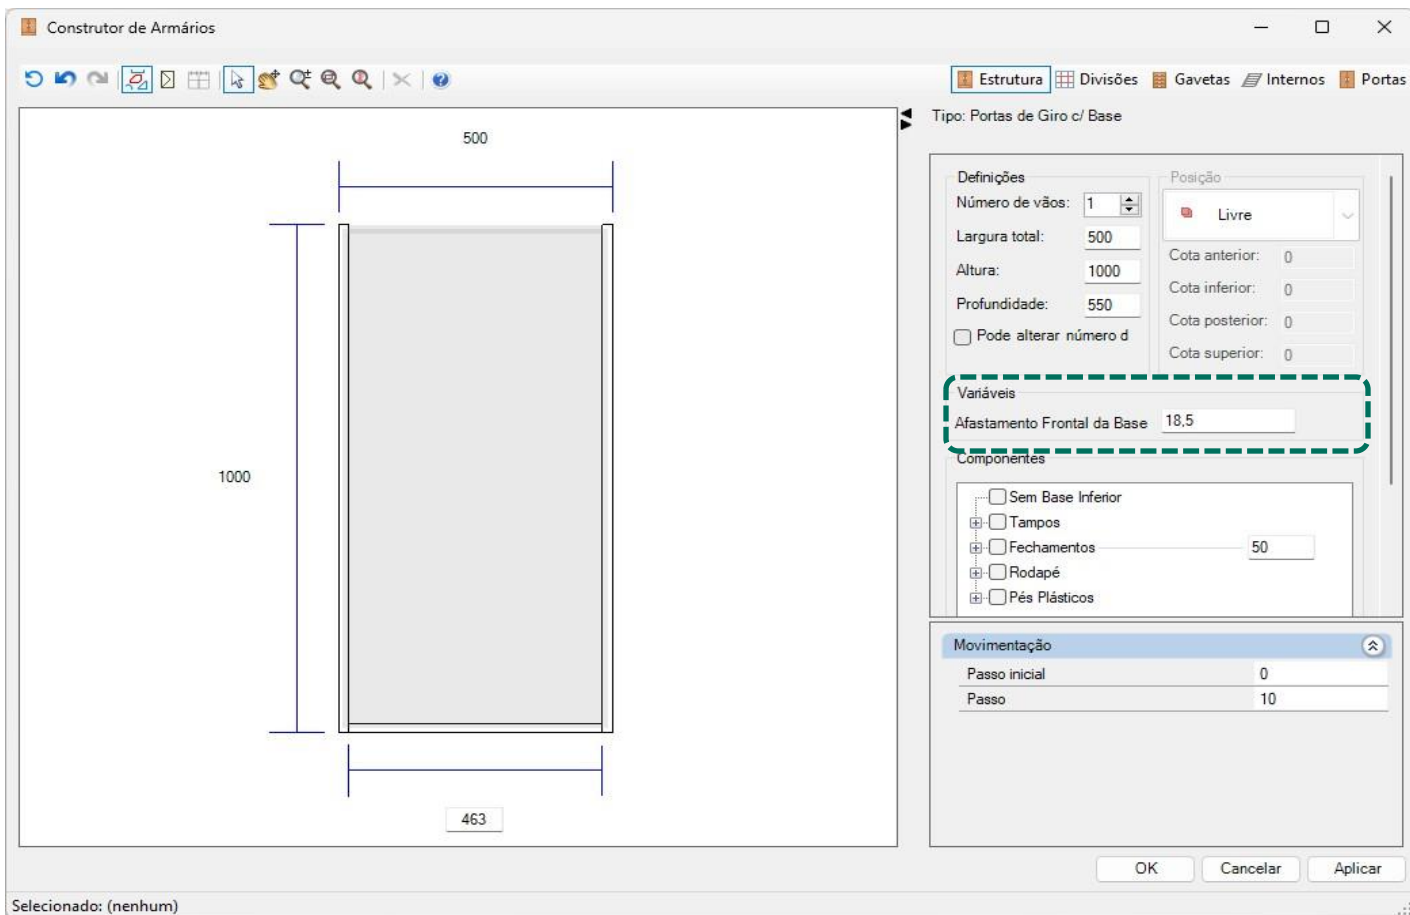 Construtor de Armários
Estrutura Divisões Gavetas Internos Portas
Tipo: Portas de Giro c/ Base
500
1000
463
Definições
Número de vãos: 1
Largura total: 500
Altura: 1000
Profundidade: 550
Pode alterar número d
Posição
Livre
Cota anterior: 0
Cota inferior: 0
Cota posterior: 0
Cota superior: 0
Variáveis
Afastamento Frontal da Base 18,5
Componentes
Sem Base Inferior
Tampos
Fechamentos 50
Rodapé
Pés Plásticos
Movimentação
Passo inicial 0
Passo 10
OK Cancelar Aplicar
Selecionado: (nenhum)